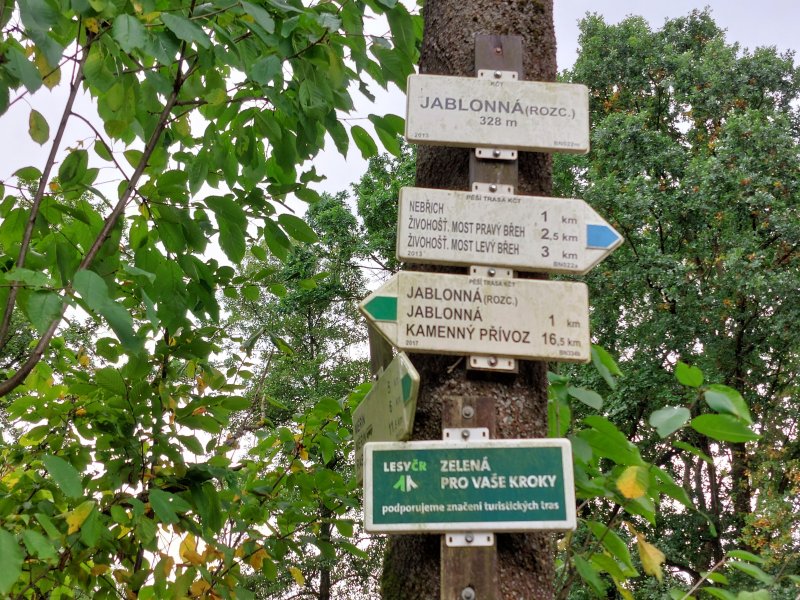 KČT
JABLONNÁ (ROZC.)
328 m
2013 BN022m
PĚŠÍ TRASA KČT
NEBŘICH 1 km
ŽIVOHOŠŤ. MOST PRAVÝ BŘEH 2,5 km
ŽIVOHOŠŤ. MOST LEVÝ BŘEH 3 km
2013 BN022a
PĚŠÍ TRASA KČT
JABLONNÁ (ROZC.)
JABLONNÁ 1 km
KAMENNÝ PŘÍVOZ 16,5 km
2017
LESY ČR ZELENÁ
PRO VAŠE KROKY
podporujeme značení turistických tras